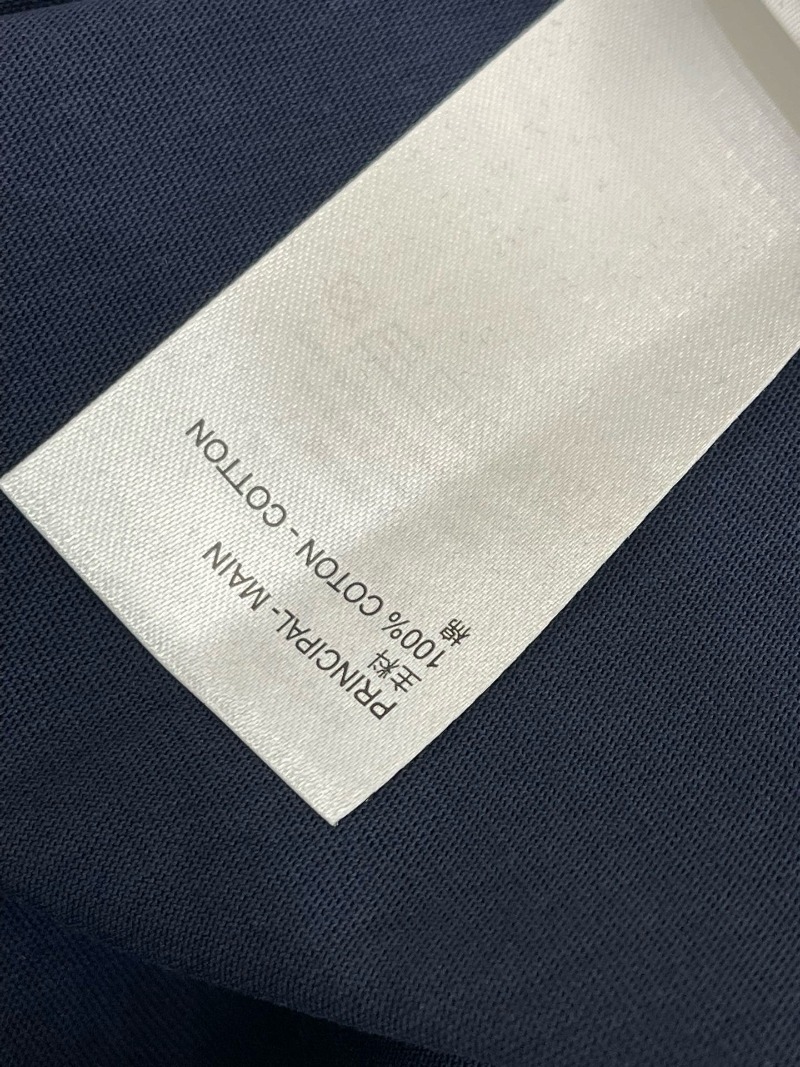 PRINCIPAL - MAIN
主料
100% COTON - COTTON
棉